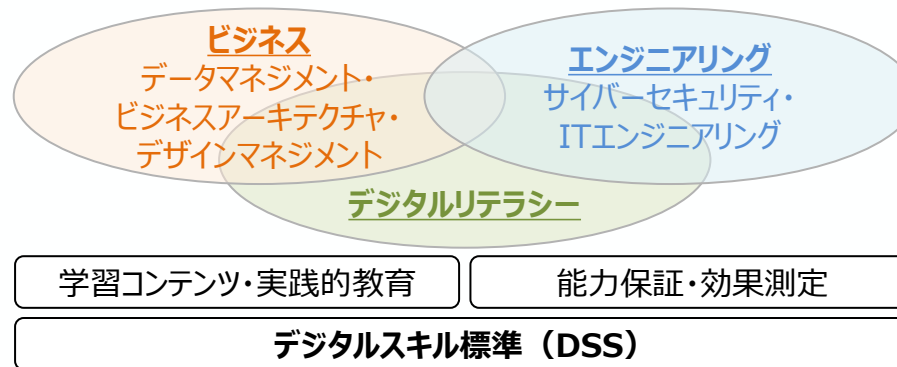 ビジネス
データマネジメント・
ビジネスアーキテクチャ・
デザインマネジメント
エンジニアリング
サイバーセキュリティ・
ITエンジニアリング
デジタルリテラシー
学習コンテンツ・実践的教育
能力保証・効果測定
デジタルスキル標準（DSS）